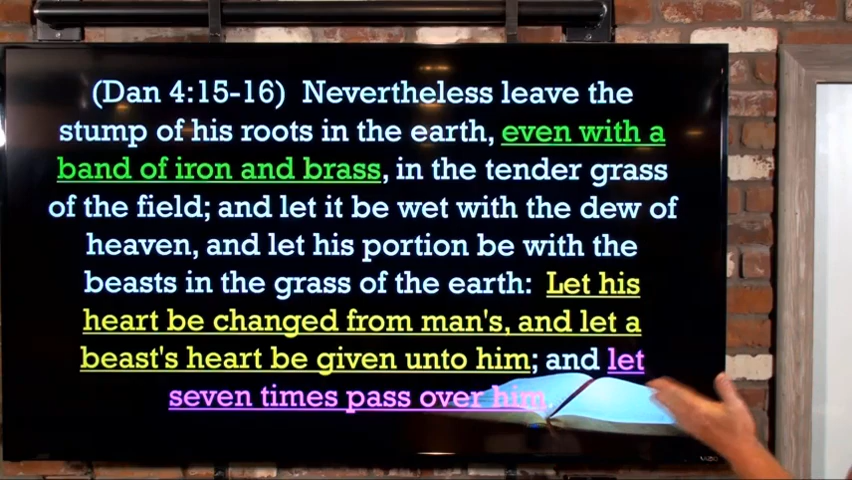 (Dan 4:15-16) Nevertheless leave the
stump of his roots in the earth, even with a
band of iron and brass, in the tender grass
of the field; and let it be wet with the dew of
heaven, and let his portion be with the
beasts in the grass of the earth: Let his
heart be changed from man's, and let a
beast's heart be given unto him; and let
seven times pass over him.
VIZIO